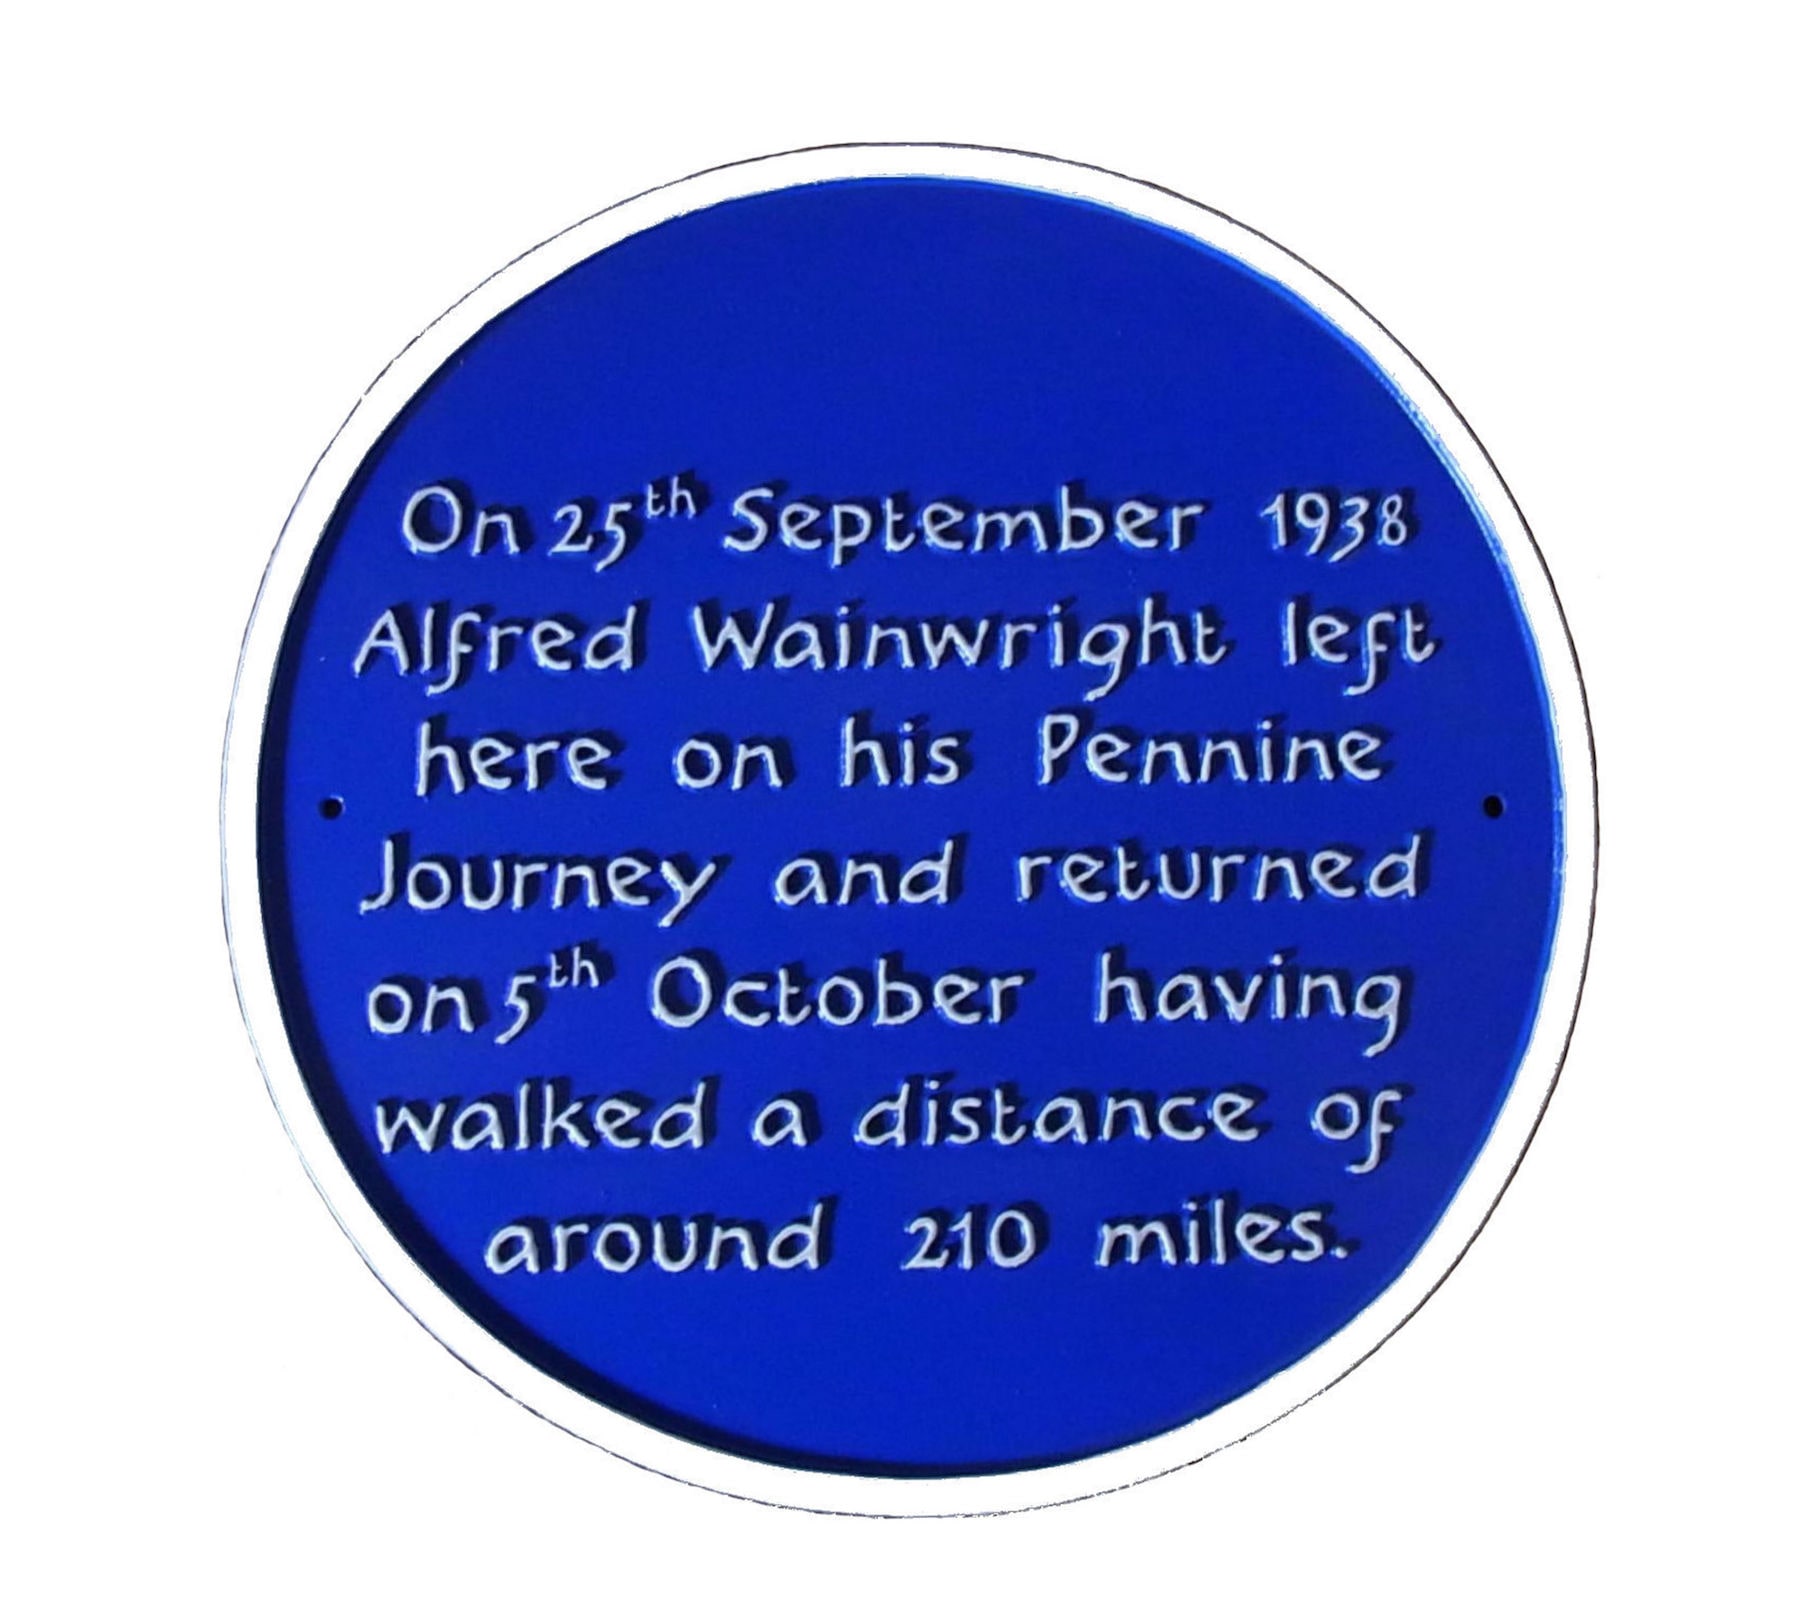 On 25th September 1938
Alfred Wainwright left
here on his Pennine
Journey and returned
on 5th October having
walked a distance of
around 210 miles.